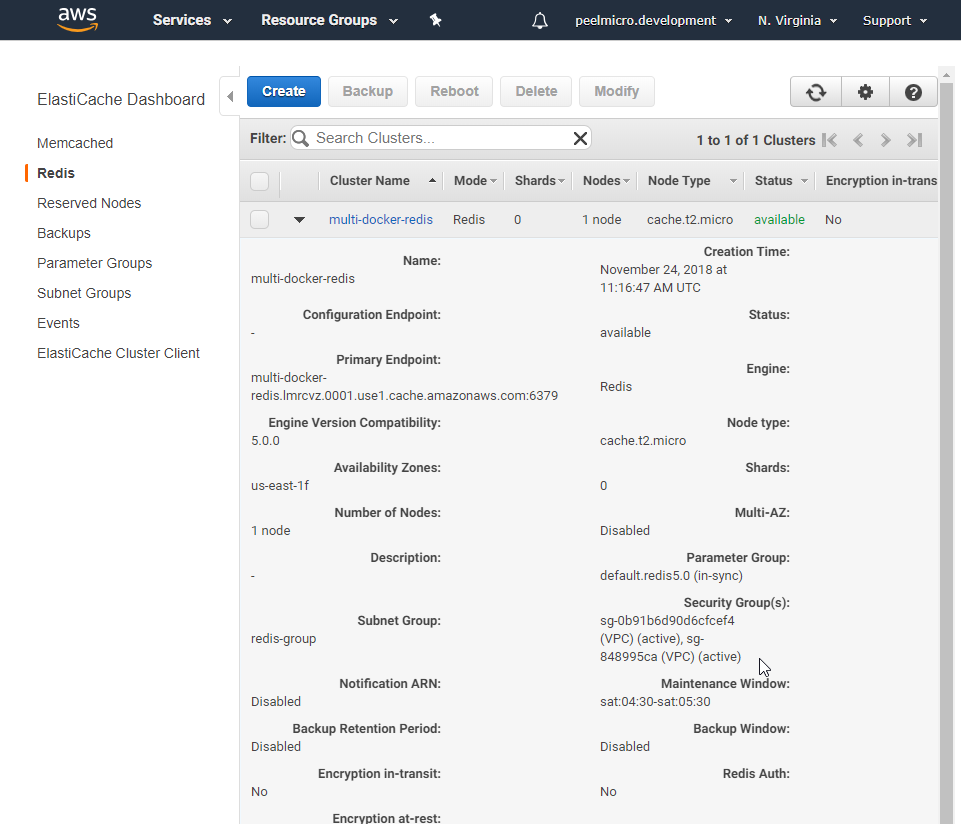 aws
Services
Resource Groups
peelmicro.development
N. Virginia
Support
ElastiCache Dashboard
Memcached
Redis
Reserved Nodes
Backups
Parameter Groups
Subnet Groups
Events
ElastiCache Cluster Client
Create
Backup
Reboot
Delete
Modify
Filter:
Search Clusters...
1 to 1 of 1 Clusters
Cluster Name
Mode
Shards
Nodes
Node Type
Status
Encryption in-trans
multi-docker-redis
Redis
0
1 node
cache.t2.micro
available
No
Name:
multi-docker-redis
Creation Time:
November 24, 2018 at
11:16:47 AM UTC
Configuration Endpoint:
-
Status:
available
Primary Endpoint:
multi-docker-
redis.lmrcvz.0001.use1.cache.amazonaws.com:6379
Engine:
Redis
Engine Version Compatibility:
5.0.0
Node type:
cache.t2.micro
Availability Zones:
us-east-1f
Shards:
0
Number of Nodes:
1 node
Multi-AZ:
Disabled
Description:
-
Parameter Group:
default.redis5.0 (in-sync)
Subnet Group:
redis-group
Security Group(s):
sg-0b91b6d90d6cfcef4
(VPC) (active), sg-
848995ca (VPC) (active)
Notification ARN:
Disabled
Maintenance Window:
sat:04:30-sat:05:30
Backup Retention Period:
Disabled
Backup Window:
Disabled
Encryption in-transit:
No
Redis Auth:
No
Encryption at-rest: